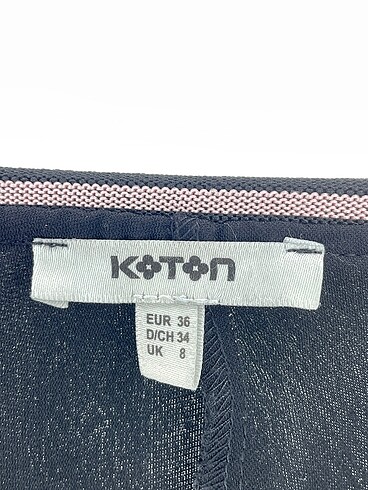 KOTON
EUR 36
D/CH 34
UK 8